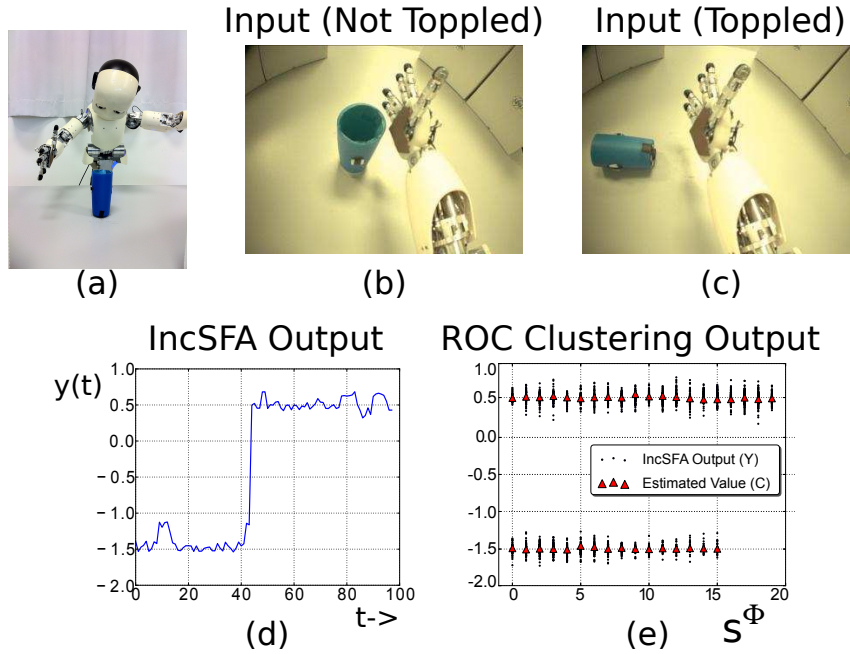 Input (Not Toppled)
Input (Toppled)
(a)
(b)
(c)
IncSFA Output
ROC Clustering Output
y(t)
1.0
0.5
0.0
−0.5
−1.0
−1.5
−2.0
0
20
40
60
80
100
t->
(d)
1.0
0.5
0.0
-0.5
-1.0
-1.5
-2.0
IncSFA Output (Y)
Estimated Value (C)
0
5
10
15
20
S^Φ
(e)